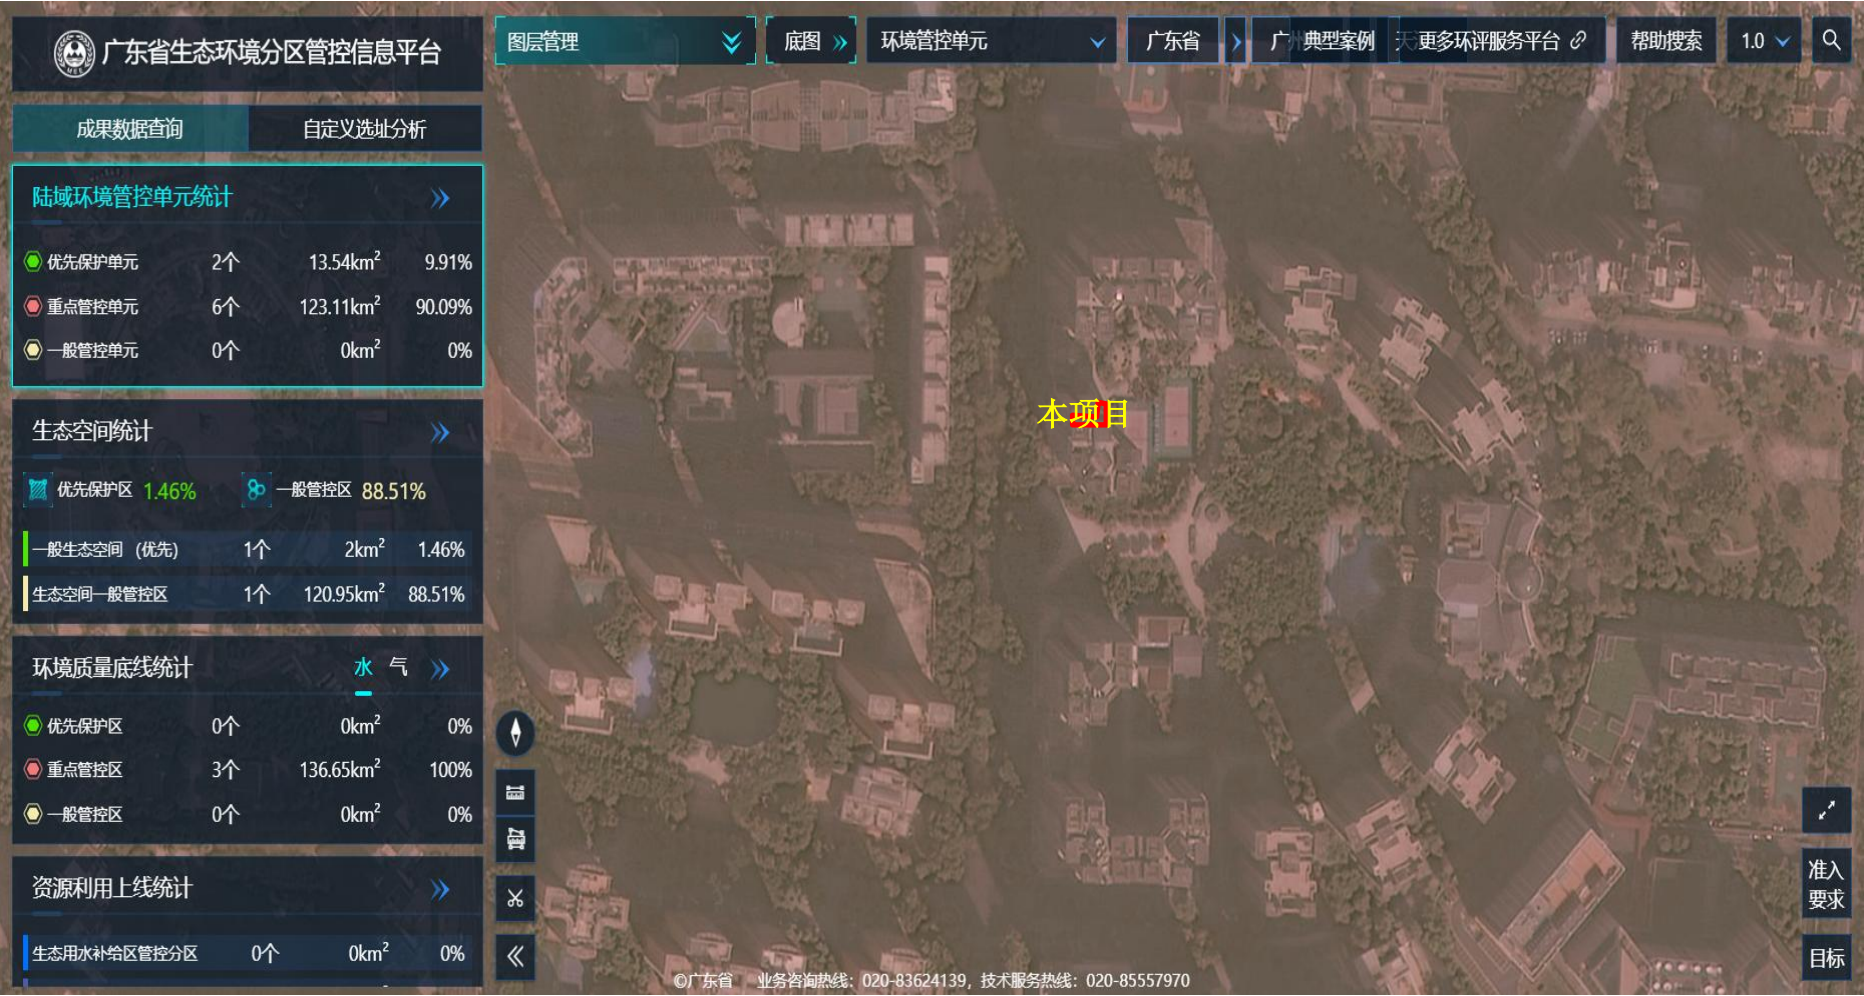 广东省生态环境分区管控信息平台
图层管理
底图
环境管控单元
广东省
典型案例
更多环评服务平台
帮助搜索
1.0
成果数据查询
自定义选址分析
陆域环境管控单元统计
优先保护单元 2个 13.54km² 9.91%
重点管控单元 6个 123.11km² 90.09%
一般管控单元 0个 0km² 0%
生态空间统计
优先保护区 1.46% 一般管控区 88.51%
一般生态空间（优先） 1个 2km² 1.46%
生态空间一般管控区 1个 120.95km² 88.51%
环境质量底线统计 水 气
优先保护区 0个 0km² 0%
重点管控区 3个 136.65km² 100%
一般管控区 0个 0km² 0%
资源利用上线统计
生态用水补给区管控分区 0个 0km² 0%
本项目
准入
要求
目标
©广东省 业务咨询热线：020-83624139，技术服务热线：020-85557970